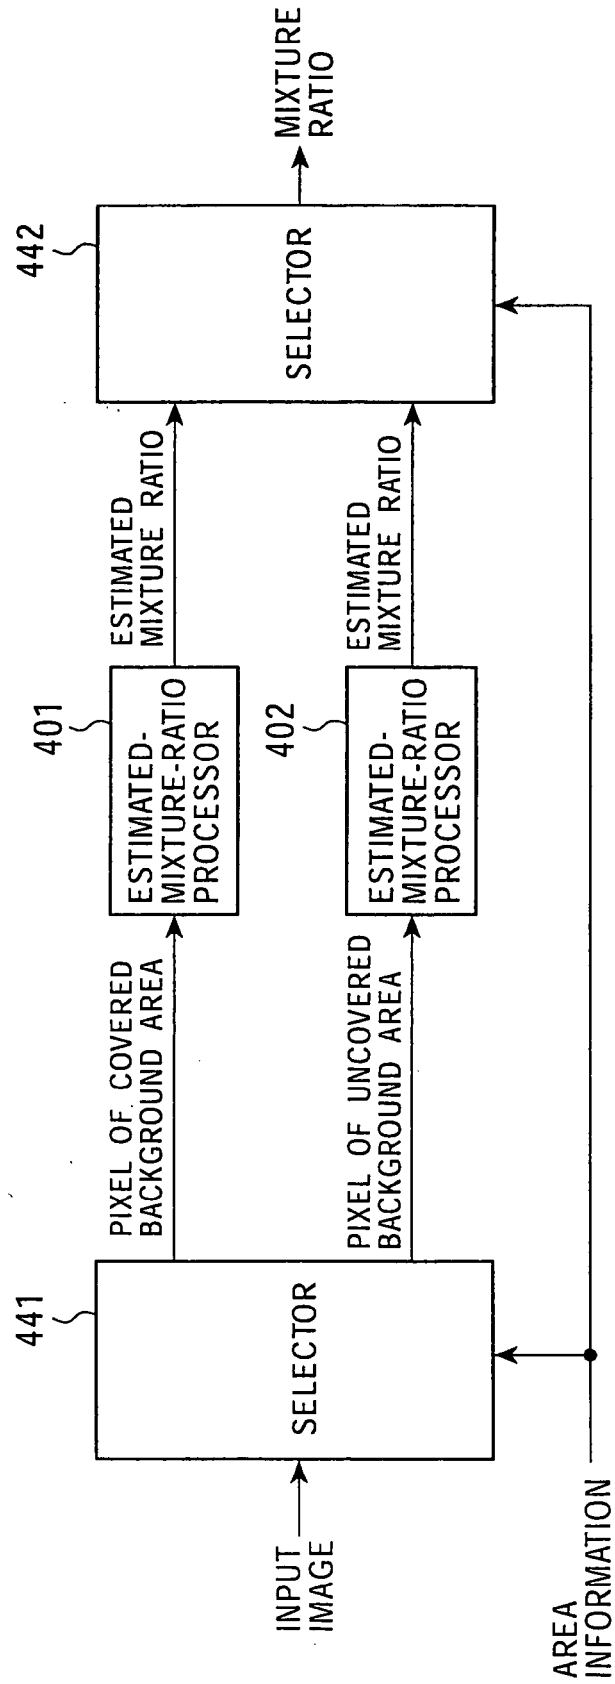 INPUT
IMAGE
AREA
INFORMATION
441
SELECTOR
PIXEL OF COVERED
BACKGROUND AREA
PIXEL OF UNCOVERED
BACKGROUND AREA
401
ESTIMATED-
MIXTURE-RATIO
PROCESSOR
402
ESTIMATED-
MIXTURE-RATIO
PROCESSOR
ESTIMATED
MIXTURE RATIO
ESTIMATED
MIXTURE RATIO
442
SELECTOR
MIXTURE
RATIO